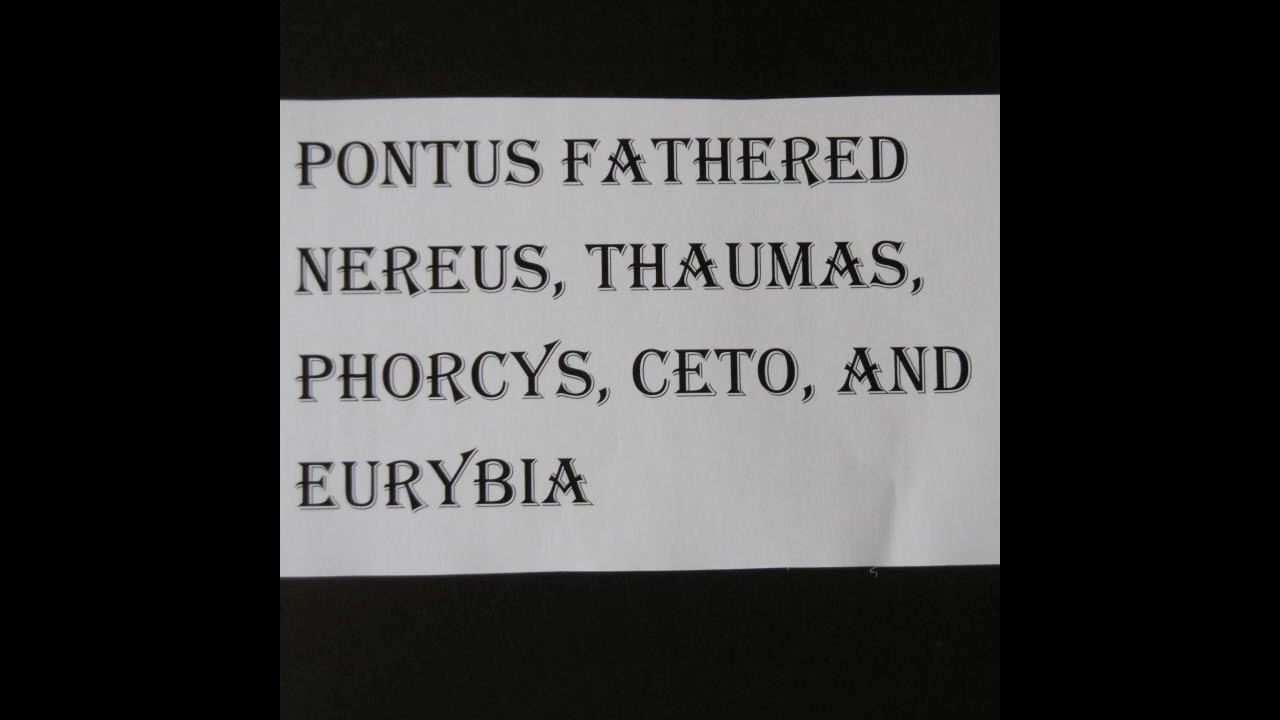 PONTUS FATHERED
NEREUS, THAUMAS,
PHORCYS, CETO, AND
EURYBIA